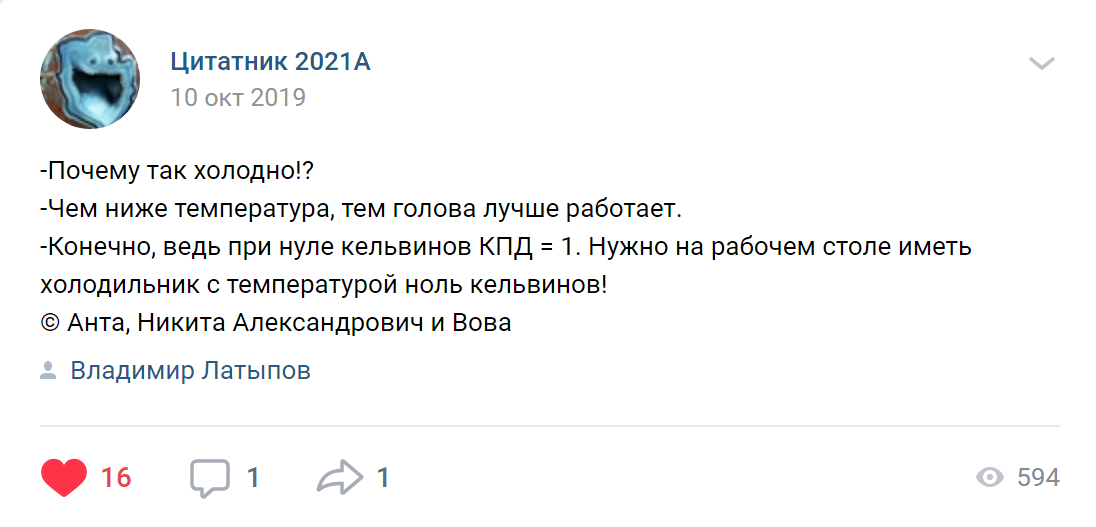 Цитатник 2021А
10 окт 2019
-Почему так холодно!?
-Чем ниже температура, тем голова лучше работает.
-Конечно, ведь при нуле кельвинов КПД = 1. Нужно на рабочем столе иметь
холодильник с температурой ноль кельвинов!
© Анта, Никита Александрович и Вова
Владимир Латыпов
16 1 1 594